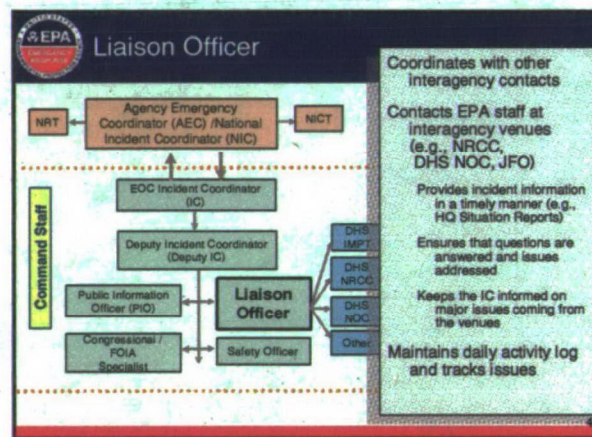 EPA
Liaison Officer
NRT
Agency Emergency
Coordinator (AEC) /National
Incident Coordinator (NIC)
NICT
EOC Incident Coordinator
(IC)
Deputy Incident Coordinator
(Deputy IC)
Command Staff
Public Information
Officer (PIO)
Liaison
Officer
Congressional /
FOIA
Specialist
Safety Officer
DHS
IMPT
DHS
NRCC
DHS
NOC
Other
Coordinates with other
interagency contacts
Contacts EPA staff at
interagency venues
(e.g., NRCC,
DHS NOC, JFO)
Provides incident information
in a timely manner (e.g.,
HQ Situation Reports)
Ensures that questions are
answered and issues
addressed
Keeps the IC informed on
major issues coming from
the venues
Maintains daily activity log
and tracks issues